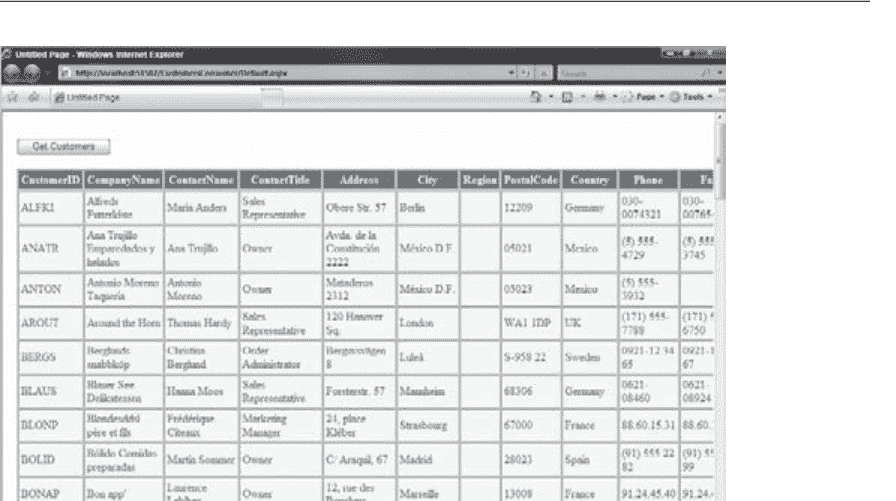 Untitled Page - Windows Internet Explorer
Untitled Page Page Tools
Get Customers
CustomerID CompanyName ContactName ContactTitle Address City Region PostalCode Country Phone Fa
ALFKI Alfreds Futterkiste Maria Anders Sales Representative Obere Str. 57 Berlin 12209 Germany 030-0074321 030-00765-
ANATR Ana Trujillo Emparedados y helados Ana Trujillo Owner Avda. de la Constitución 2222 México D.F. 05021 Mexico (5) 555-4729 (5) 555 3745
ANTON Antonio Moreno Taquería Antonio Moreno Owner Mataderos 2312 México D.F. 05023 Mexico (5) 555-3932
AROUT Around the Horn Thomas Hardy Sales Representative 120 Hanover Sq. London WA1 1DP UK (171) 555-7788 (171) 6750
BERGS Berglunds snabbköp Christina Berglund Order Administrator Berguvsvägen 8 Luleå S-958 22 Sweden 0921-12 34 65 0921-1 67
BLAUS Blauer See Delikatessen Hanna Moos Sales Representative Forsterstr. 57 Mannheim 68306 Germany 0621-08460 0621-08924
BLONP Blondesddsl père et fils Frédérique Citeaux Marketing Manager 24, place Kléber Strasbourg 67000 France 88.60.15.31 88.60.
BOLID Bólido Comidas preparadas Martín Sommer Owner C/ Araquil, 67 Madrid 28023 Spain (91) 555 22 82 (91) 5 99
BONAP Bon app' Laurence Owner 12, rue des Marseille 13008 France 91.24.45.40 91.24.